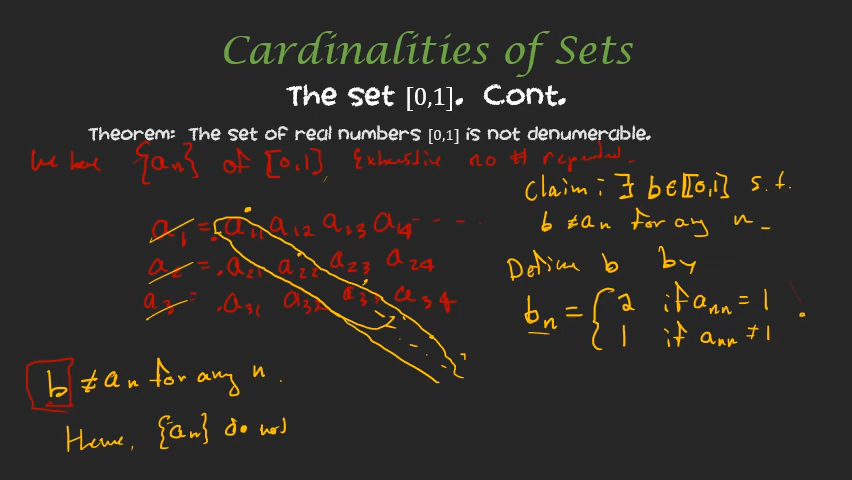 Cardinalities of Sets
The set [0,1]. Cont.
Theorem: The set of real numbers [0,1] is not denumerable.
We have {an} of [0,1] Exhaustive no # repeated.
a1 = .a11 a12 a13 a14 - - - -
a2 = .a21 a22 a23 a24
a3 = .a31 a32 a33 a34
b ≠ an for any n.
Hence, {an} do not
Claim: ∃ b∈[0,1] s.t.
b ≠ an for any n.
Define b by
bn = { 2 if ann = 1
1 if ann ≠ 1